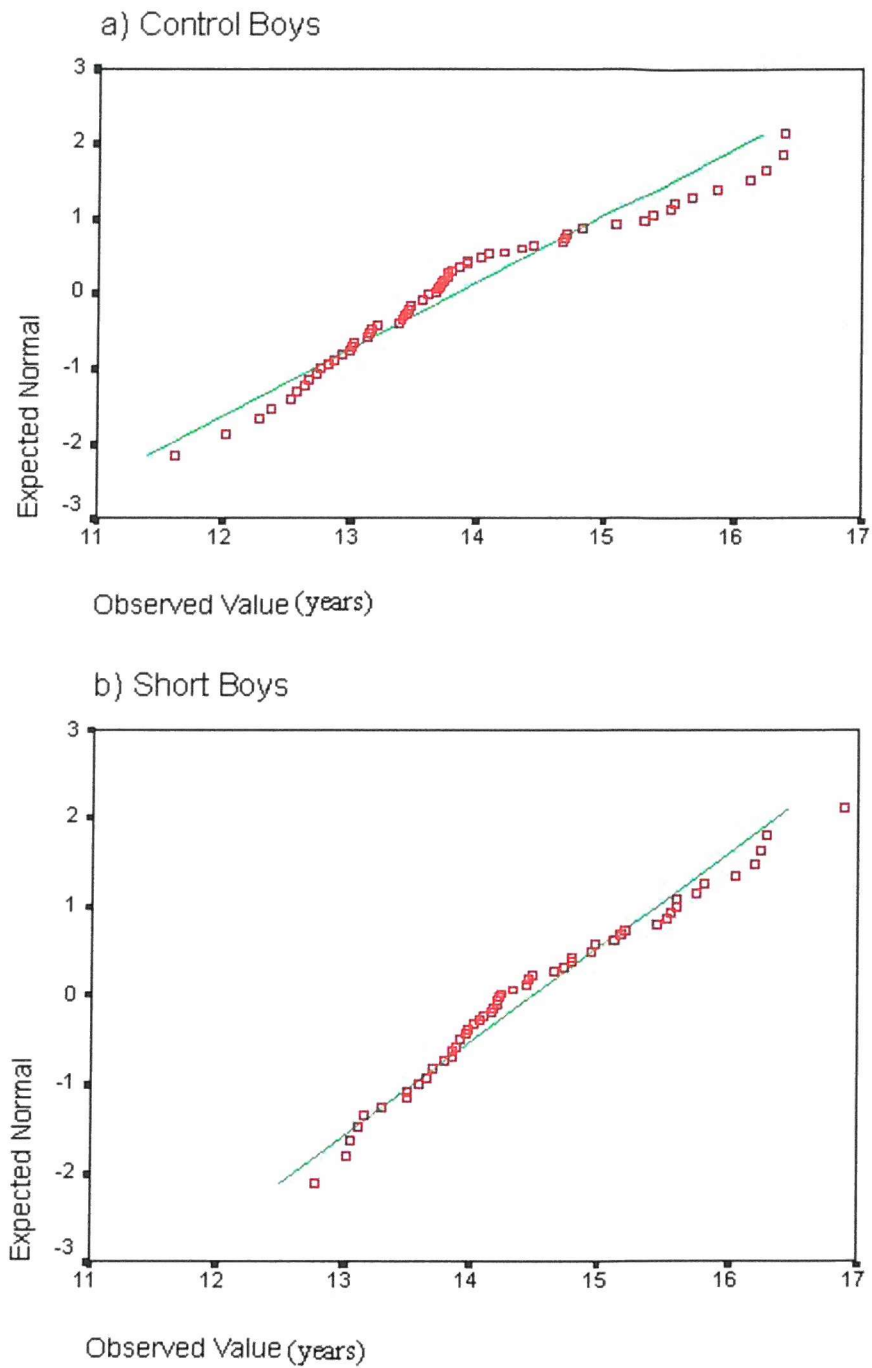 a) Control Boys
3
2
1
0
-1
-2
-3
Expected Normal
11 12 13 14 15 16 17
Observed Value (years)
b) Short Boys
3
2
1
0
-1
-2
-3
Expected Normal
11 12 13 14 15 16 17
Observed Value (years)